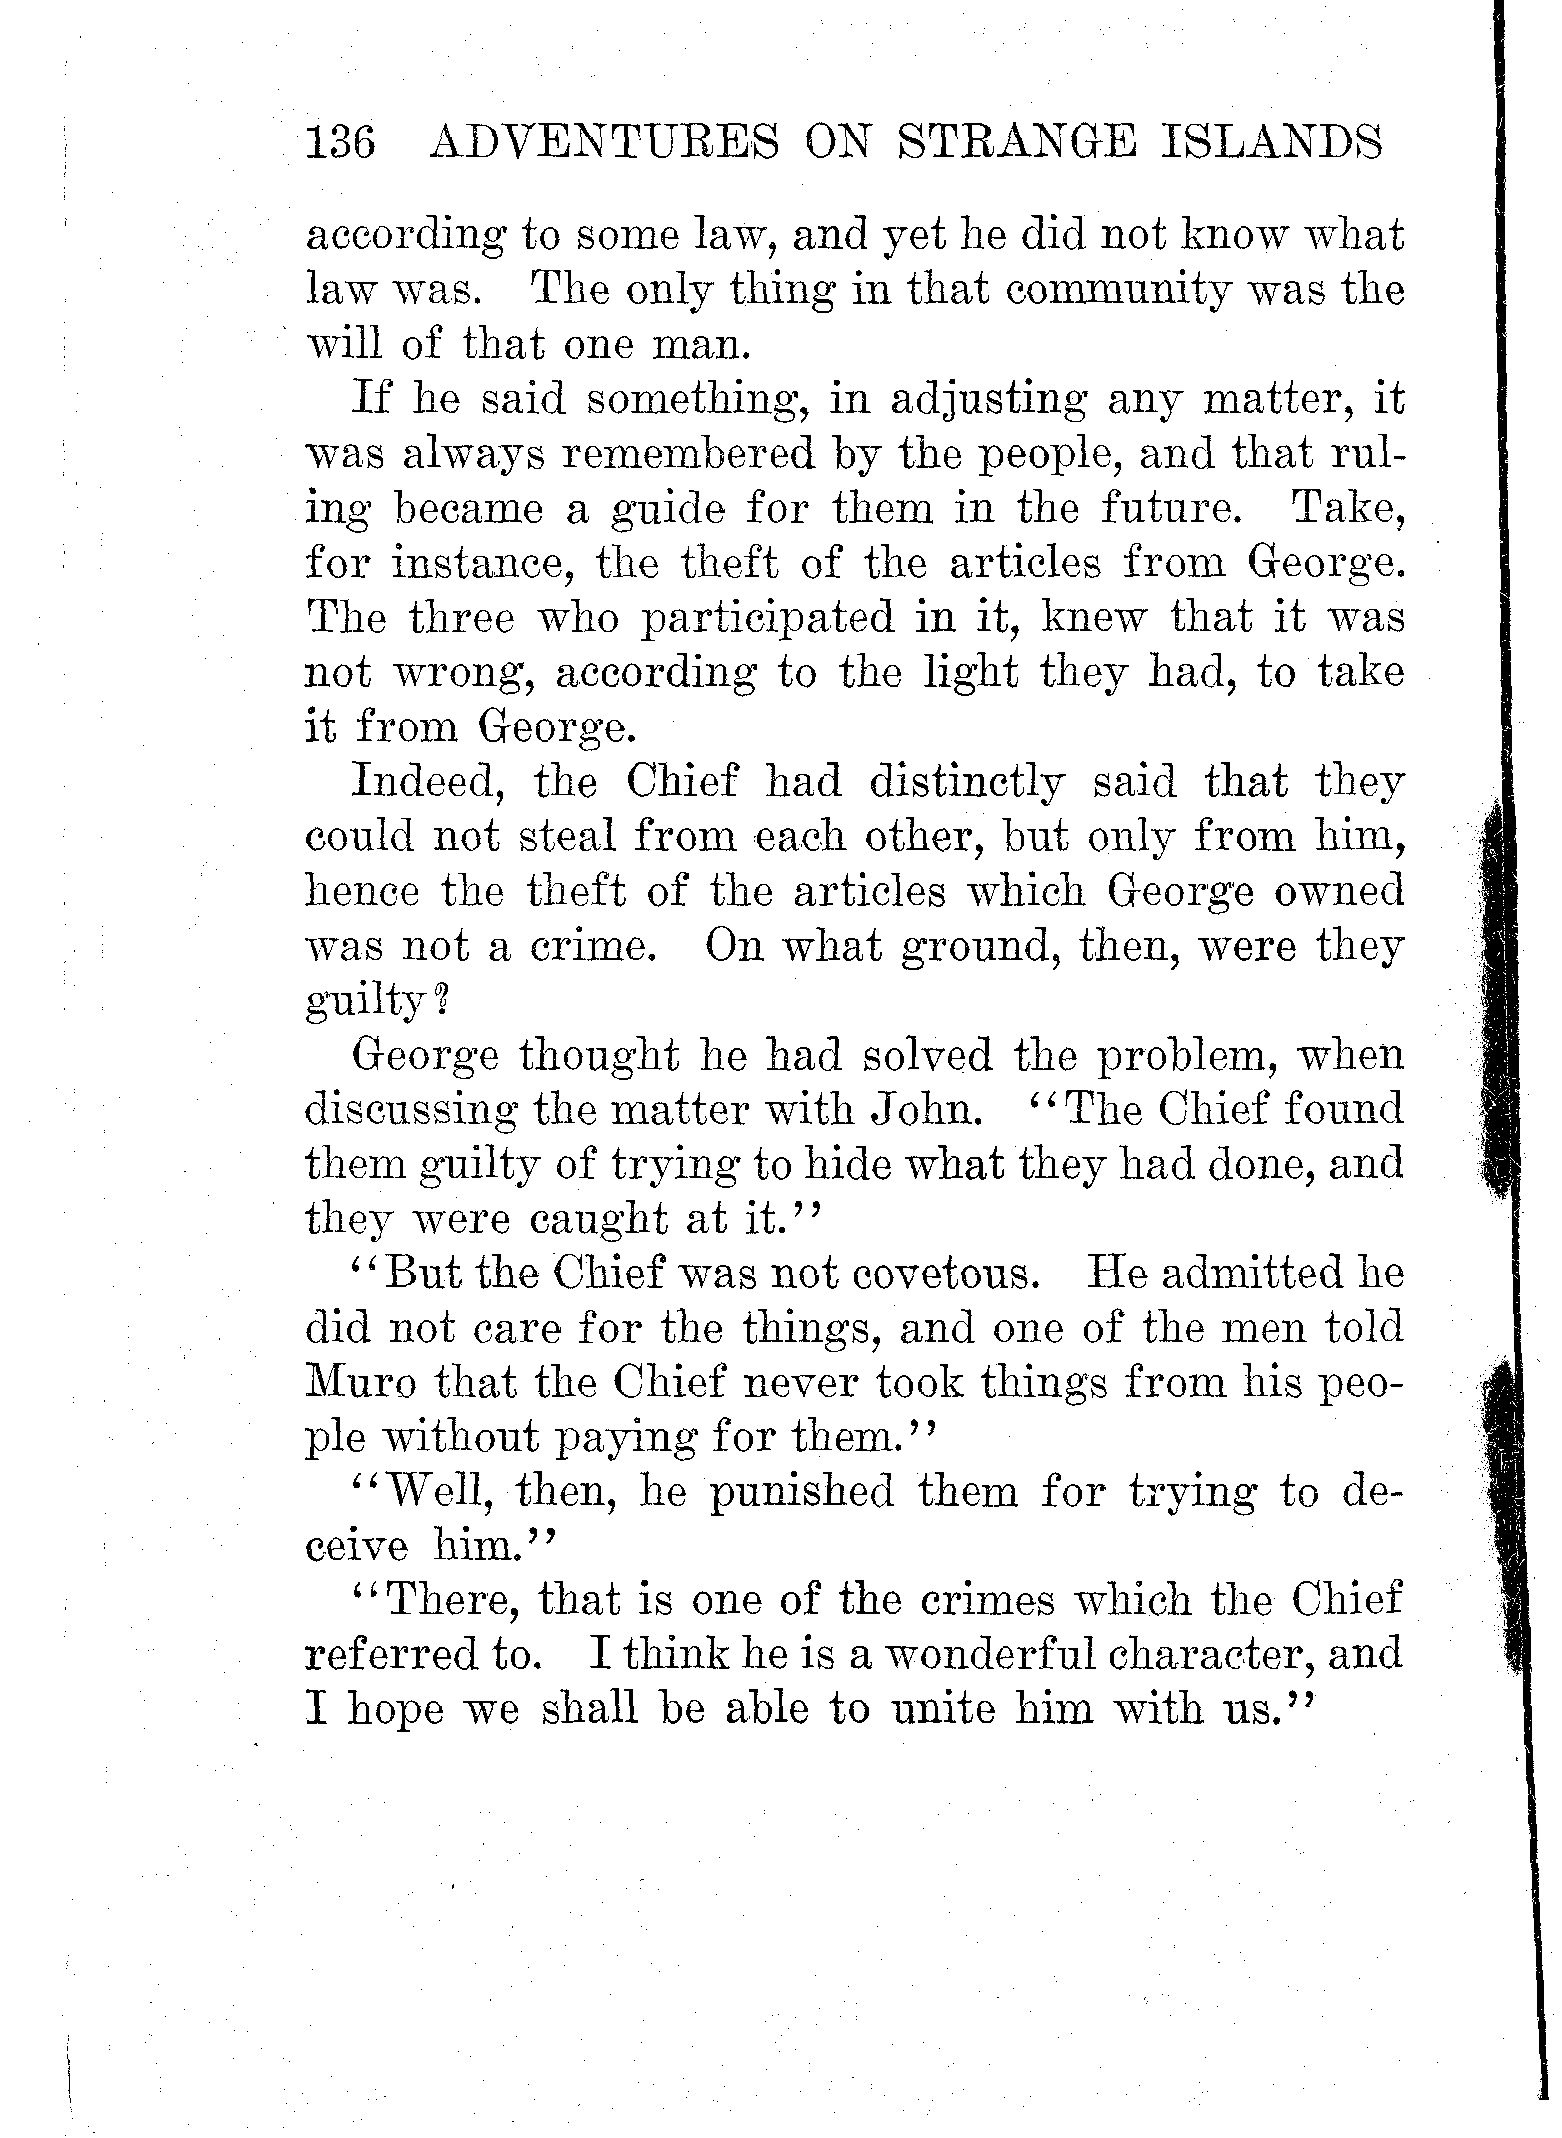 136 ADVENTURES ON STRANGE ISLANDS
according to some law, and yet he did not know what
law was. The only thing in that community was the
will of that one man.
If he said something, in adjusting any matter, it
was always remembered by the people, and that rul-
ing became a guide for them in the future. Take,
for instance, the theft of the articles from George.
The three who participated in it, knew that it was
not wrong, according to the light they had, to take
it from George.
Indeed, the Chief had distinctly said that they
could not steal from each other, but only from him,
hence the theft of the articles which George owned
was not a crime. On what ground, then, were they
guilty?
George thought he had solved the problem, when
discussing the matter with John. "The Chief found
them guilty of trying to hide what they had done, and
they were caught at it."
"But the Chief was not covetous. He admitted he
did not care for the things, and one of the men told
Muro that the Chief never took things from his peo-
ple without paying for them."
"Well, then, he punished them for trying to de-
ceive him."
"There, that is one of the crimes which the Chief
referred to. I think he is a wonderful character, and
I hope we shall be able to unite him with us."